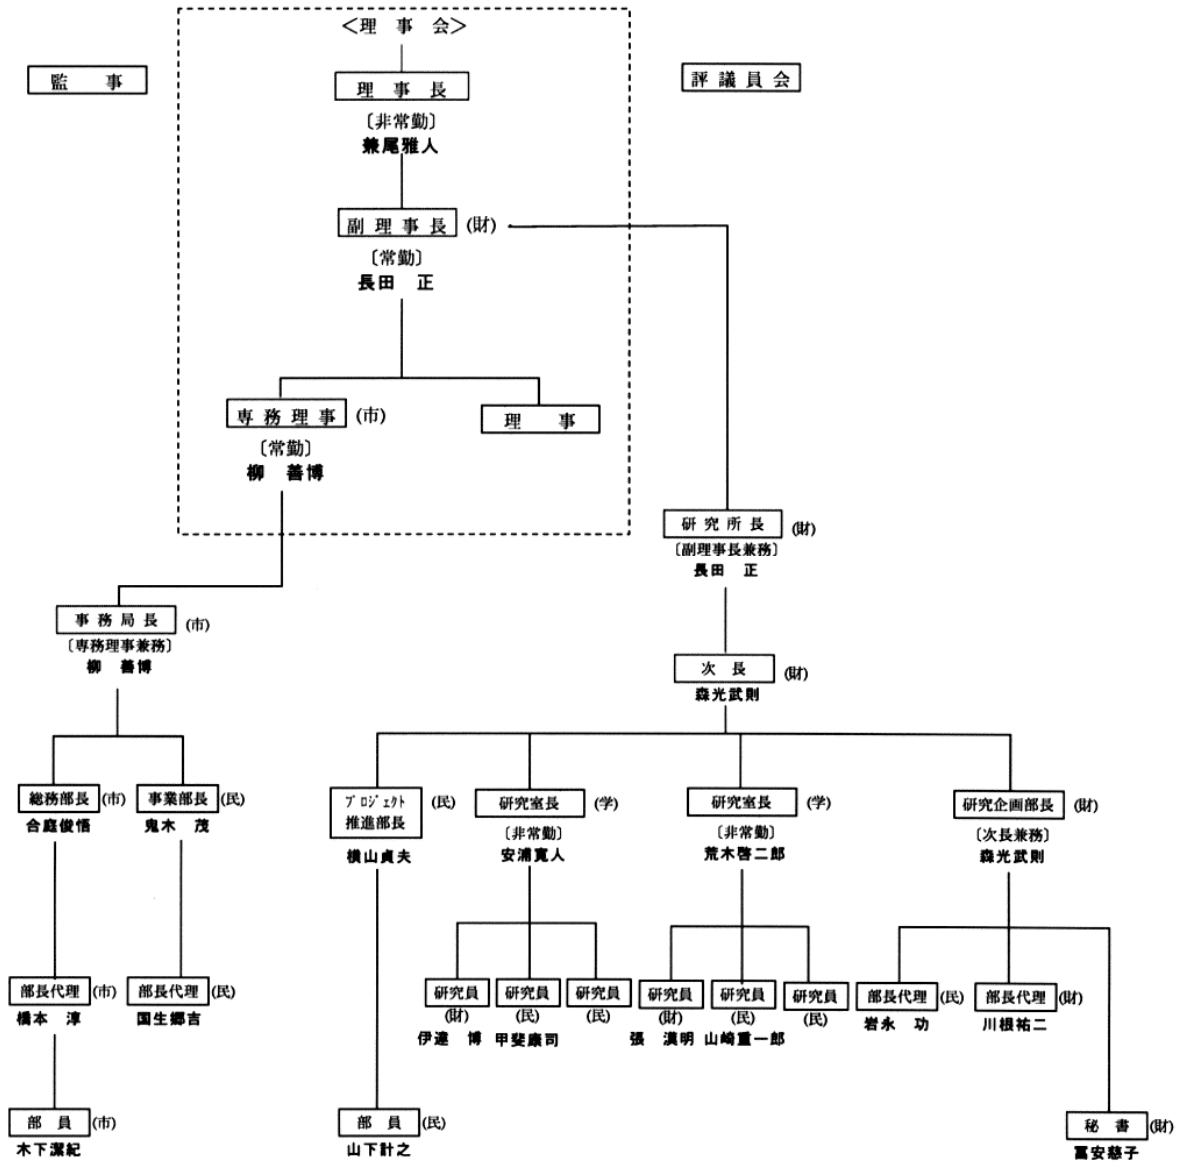 ＜理 事 会＞
監　事
理 事 長
評 議 員 会
〔非常勤〕
兼尾雅人
副 理 事 長 (財)
〔常勤〕
長田　正
専 務 理 事 (市)
理　事
〔常勤〕
柳　善博
研 究 所 長 (財)
〔副理事長兼務〕
長田　正
事 務 局 長 (市)
〔専務理事兼務〕
柳　善博
次 長 (財)
森光武則
総務部長 (市)
合庭俊悟
事業部長 (民)
鬼木　茂
プロジェクト
推進部長 (民)
横山貞夫
研究室長 (学)
〔非常勤〕
安浦寛人
研究室長 (学)
〔非常勤〕
荒木啓二郎
研究企画部長 (財)
〔次長兼務〕
森光武則
部長代理 (市)
橋本　淳
部長代理 (民)
国生郷吉
研究員
(財)
伊達　博
研究員
(民)
甲斐康司
研究員
(民)
研究員
(財)
張　漢明
研究員
(民)
山崎重一郎
研究員
(民)
部長代理 (民)
岩永　功
部長代理 (財)
川根祐二
部 員 (市)
木下潔紀
部 員 (民)
山下計之
秘 書 (財)
冨安慈子